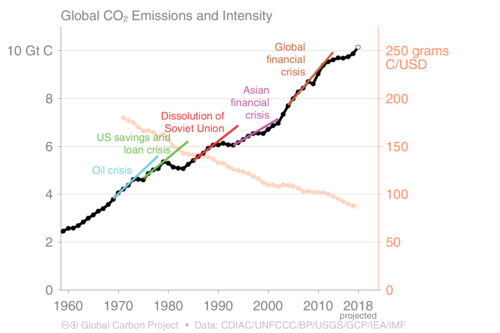 Global CO₂ Emissions and Intensity
10 Gt C
8
6
4
2
0
250 grams
C/USD
200
150
100
50
0
Global
financial
crisis
Asian
financial
crisis
Dissolution of
Soviet Union
US savings and
loan crisis
Oil crisis
1960
1970
1980
1990
2000
2010
2018
projected
Global Carbon Project • Data: CDIAC/UNFCCC/BP/USGS/GCP/IEA/IMF